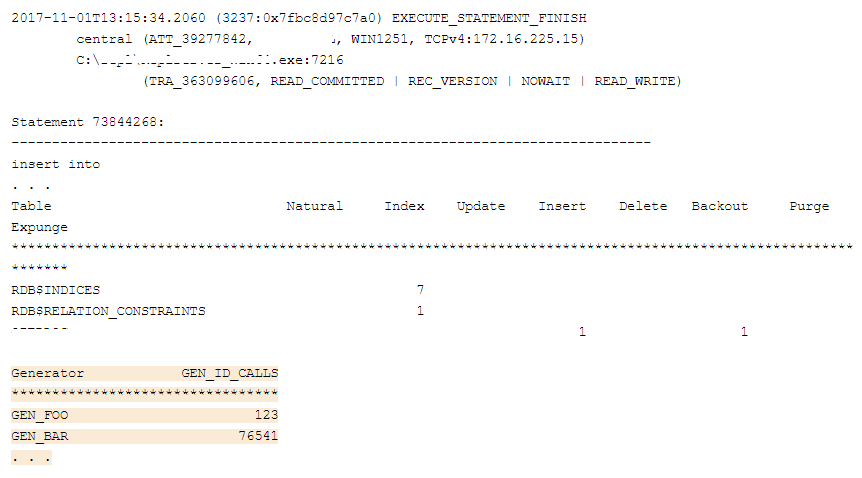 2017-11-01T13:15:34.2060 (3237:0x7fbc8d97c7a0) EXECUTE_STATEMENT_FINISH
central (ATT_39277842, , WIN1251, TCPv4:172.16.225.15)
C:\ .exe:7216
(TRA_363099606, READ_COMMITTED | REC_VERSION | NOWAIT | READ_WRITE)
Statement 73844268:
-------------------------------------------------------------------------------
insert into
. . .
Table Natural Index Update Insert Delete Backout Purge
Expunge
********************************************************************************************************
*******
RDB$INDICES 7
RDB$RELATION_CONSTRAINTS 1
1 1
Generator GEN_ID_CALLS
*********************************
GEN_FOO 123
GEN_BAR 76541
. . .